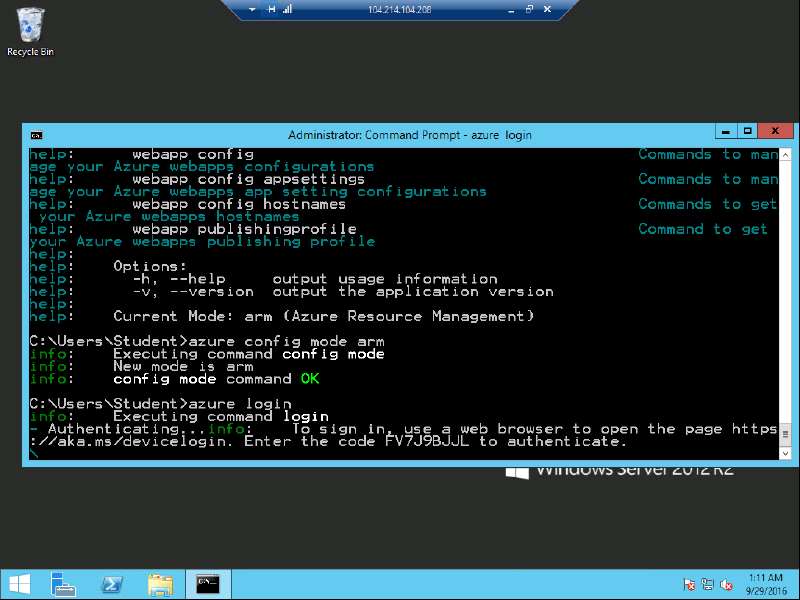 104.214.104.208
Recycle Bin
Administrator: Command Prompt - azure login
help:       webapp config                                         Commands to man
age your Azure webapps configurations
help:       webapp config appsettings                             Commands to man
age your Azure webapps app setting configurations
help:       webapp config hostnames                               Commands to get
 your Azure webapps hostnames
help:       webapp publishingprofile                              Command to get
your Azure webapps publishing profile
help:
help:    Options:
help:      -h, --help     output usage information
help:      -v, --version  output the application version
help:
help:    Current Mode: arm (Azure Resource Management)
C:\Users\Student>azure config mode arm
info:    Executing command config mode
info:    New mode is arm
info:    config mode command OK
C:\Users\Student>azure login
info:    Executing command login
- Authenticating...info:    To sign in, use a web browser to open the page https
://aka.ms/devicelogin. Enter the code FV7J9BJJL to authenticate.
\
Windows Server 2012 R2
1:11 AM
9/29/2016